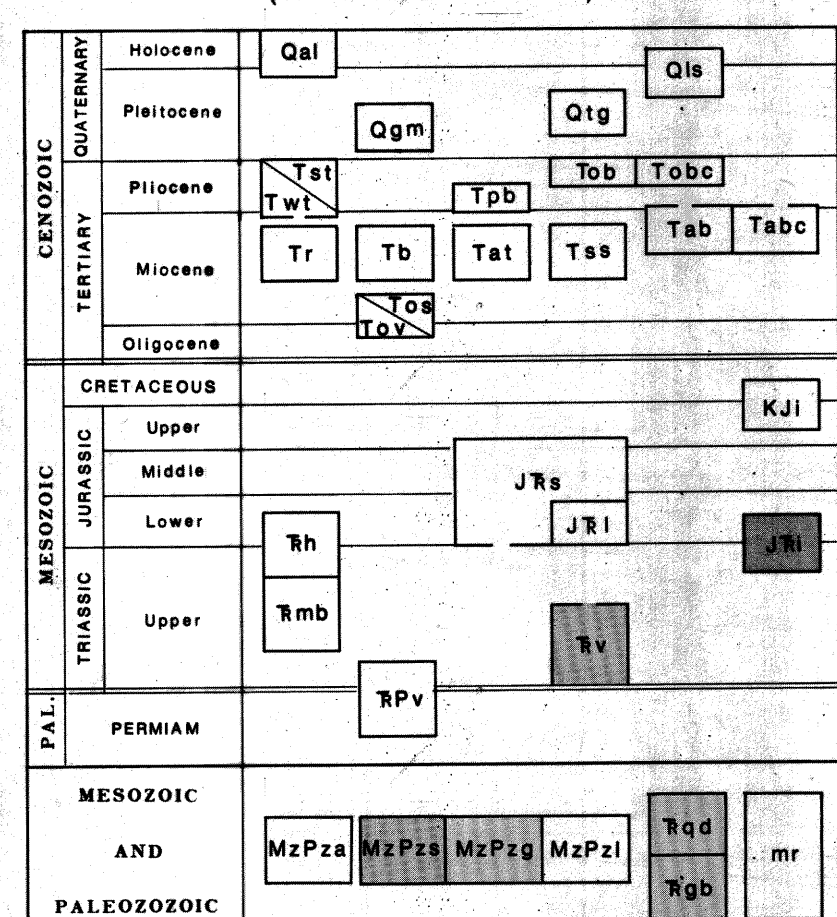 CENOZOIC
QUATERNARY
Holocene
Qal
Qls
Pleitocene
Qgm
Qtg
TERTIARY
Pliocene
Tst
Twt
Tpb
Tob
Tobc
Miocene
Tr
Tb
Tat
Tss
Tab
Tabc
Tos
Tov
Oligocene
MESOZOIC
CRETACEOUS
KJi
JURASSIC
Upper
Middle
JTRs
Lower
JTRl
TRh
JTRi
TRIASSIC
Upper
TRmb
TRv
PAL.
PERMIAM
TRPv
MESOZOIC
AND
PALEOZOZOIC
MzPza
MzPzs
MzPzg
MzPzl
TRqd
TRgb
mr